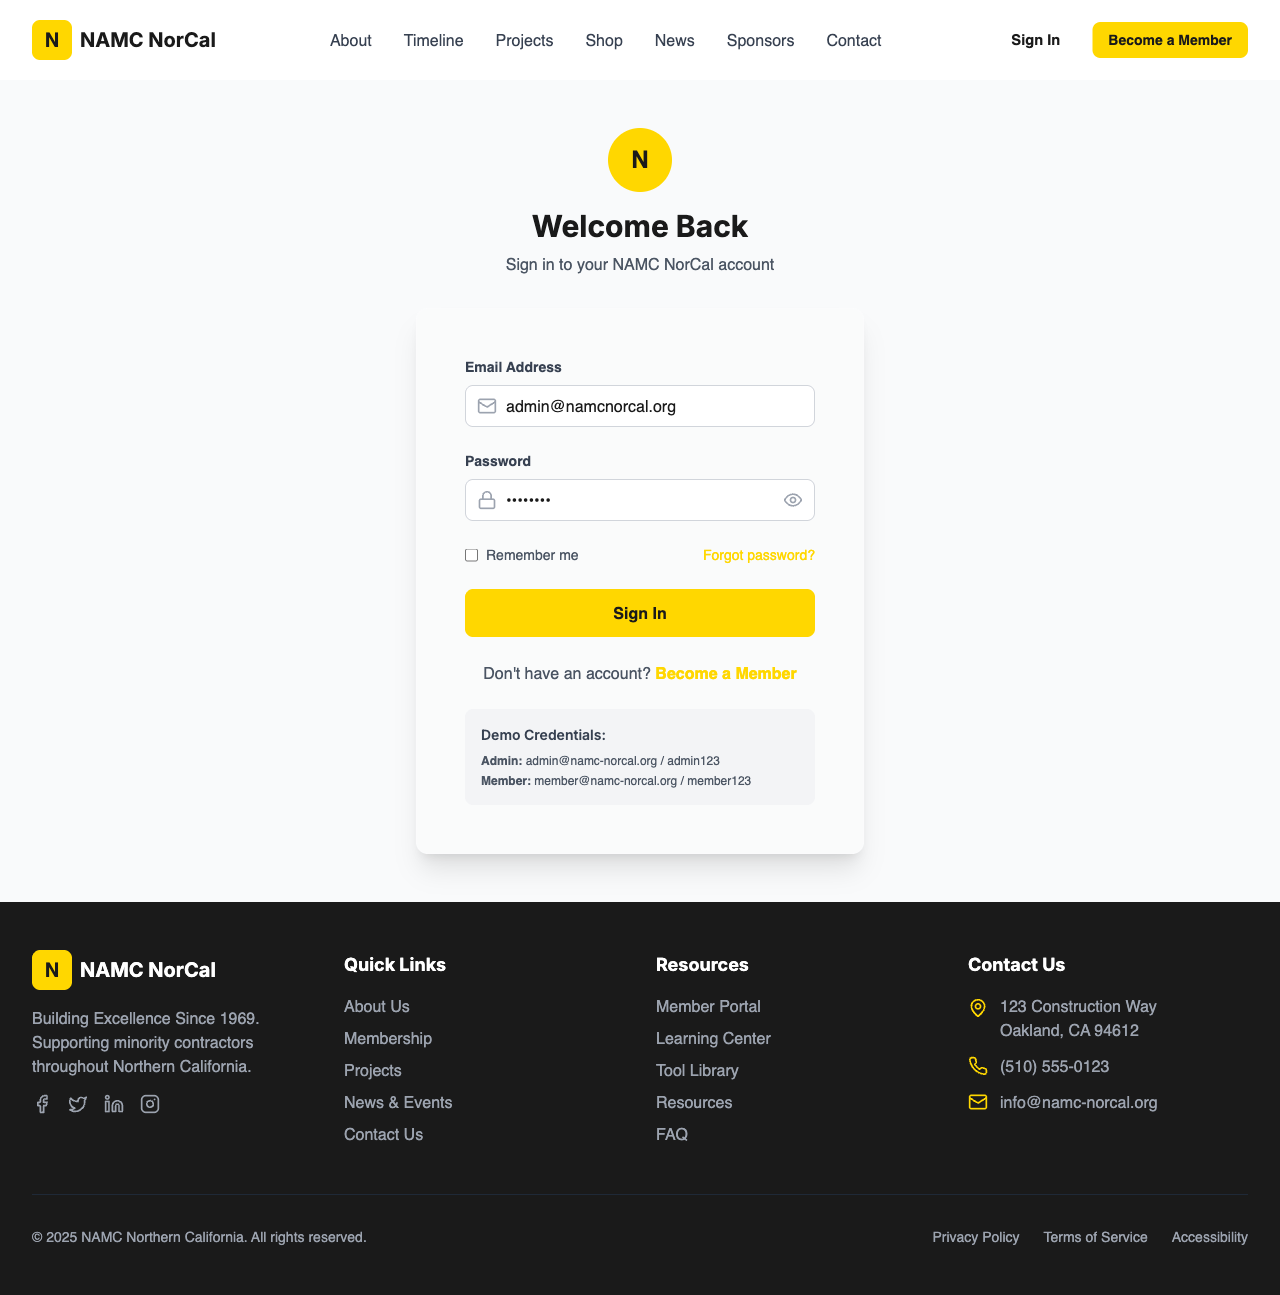 N NAMC NorCal
About Timeline Projects Shop News Sponsors Contact
Sign In
Become a Member
N
Welcome Back
Sign in to your NAMC NorCal account
Email Address
admin@namcnorcal.org
Password
••••••••
Remember me
Forgot password?
Sign In
Don't have an account? Become a Member
Demo Credentials:
Admin: admin@namc-norcal.org / admin123
Member: member@namc-norcal.org / member123
N NAMC NorCal
Building Excellence Since 1969.
Supporting minority contractors
throughout Northern California.
Quick Links
About Us
Membership
Projects
News & Events
Contact Us
Resources
Member Portal
Learning Center
Tool Library
Resources
FAQ
Contact Us
123 Construction Way
Oakland, CA 94612
(510) 555-0123
info@namc-norcal.org
© 2025 NAMC Northern California. All rights reserved.
Privacy Policy Terms of Service Accessibility